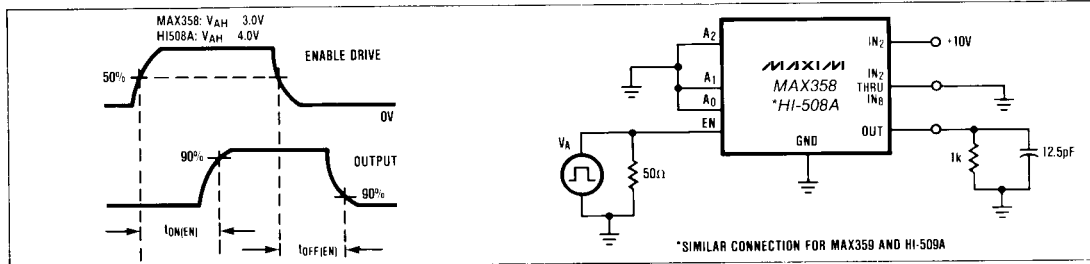 MAX358: VAH 3.0V
HI508A: VAH 4.0V
ENABLE DRIVE
50%
0V
90%
OUTPUT
90%
tON(EN)
tOFF(EN)
A2
A1
A0
EN
VA
50Ω
MAXIM
MAX358
*HI-508A
GND
IN2
+10V
IN2
THRU
IN8
OUT
1k
12.5pF
*SIMILAR CONNECTION FOR MAX359 AND HI-509A